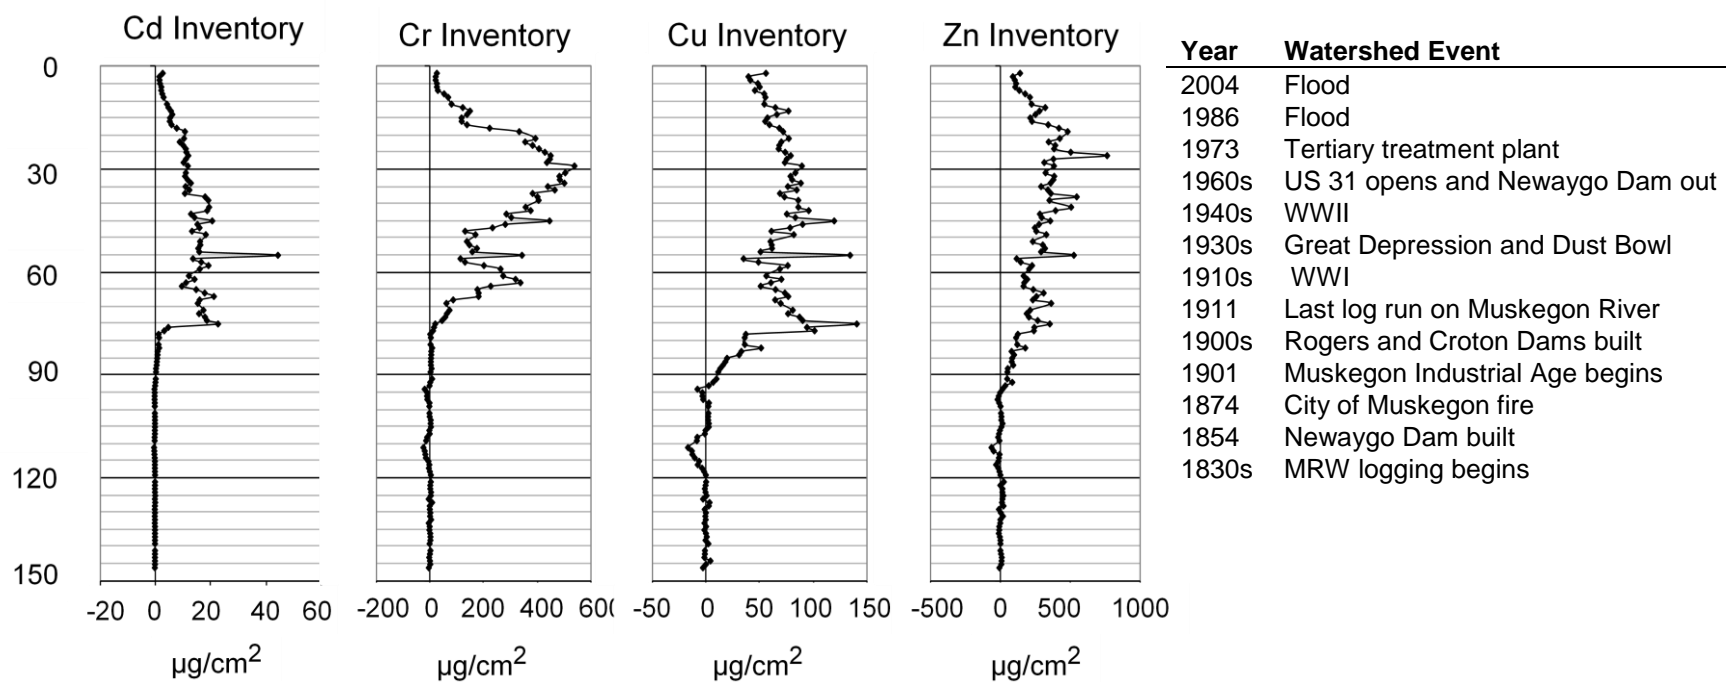 Cd Inventory Cr Inventory Cu Inventory Zn Inventory
0
30
60
90
120
150
-20 0 20 40 60
-200 0 200 400 60
-50 0 50 100 150
-500 0 500 1000
µg/cm² µg/cm² µg/cm² µg/cm²
Year Watershed Event
2004 Flood
1986 Flood
1973 Tertiary treatment plant
1960s US 31 opens and Newaygo Dam out
1940s WWII
1930s Great Depression and Dust Bowl
1910s WWI
1911 Last log run on Muskegon River
1900s Rogers and Croton Dams built
1901 Muskegon Industrial Age begins
1874 City of Muskegon fire
1854 Newaygo Dam built
1830s MRW logging begins